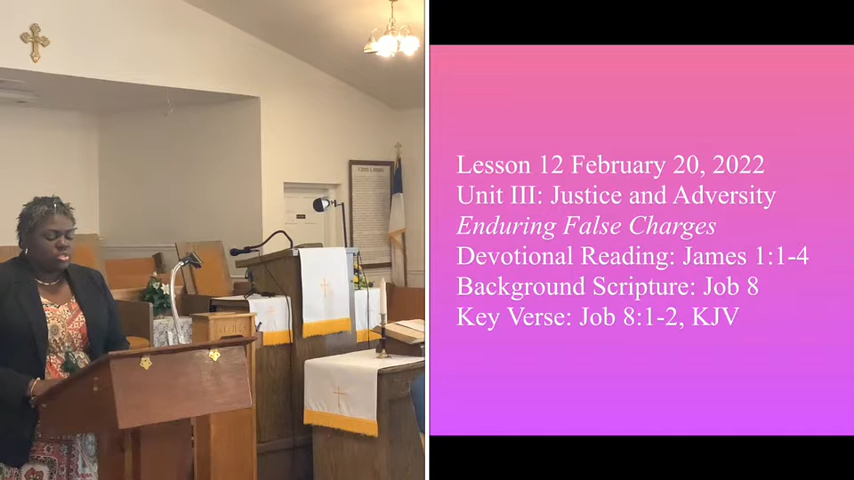 Lesson 12 February 20, 2022
Unit III: Justice and Adversity
Enduring False Charges
Devotional Reading: James 1:1-4
Background Scripture: Job 8
Key Verse: Job 8:1-2, KJV